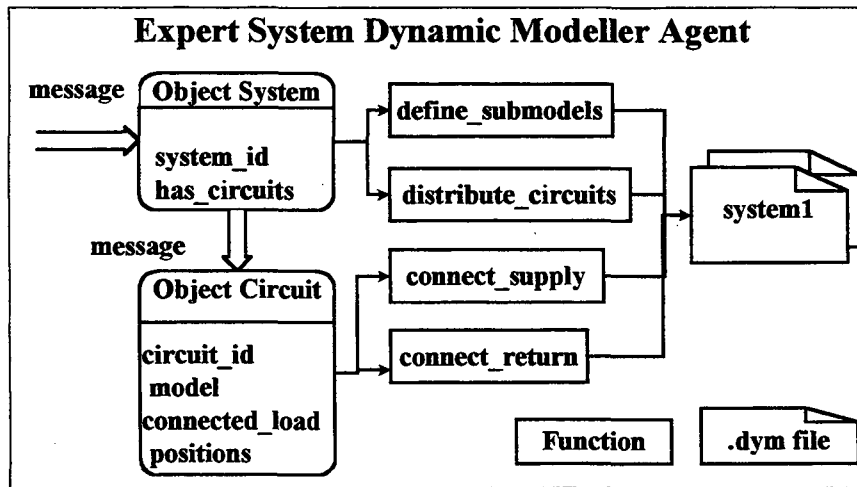 Expert System Dynamic Modeller Agent
message
Object System
system_id
has_circuits
define_submodels
distribute_circuits
system1
message
Object Circuit
circuit_id
model
connected_load
positions
connect_supply
connect_return
Function
.dym file